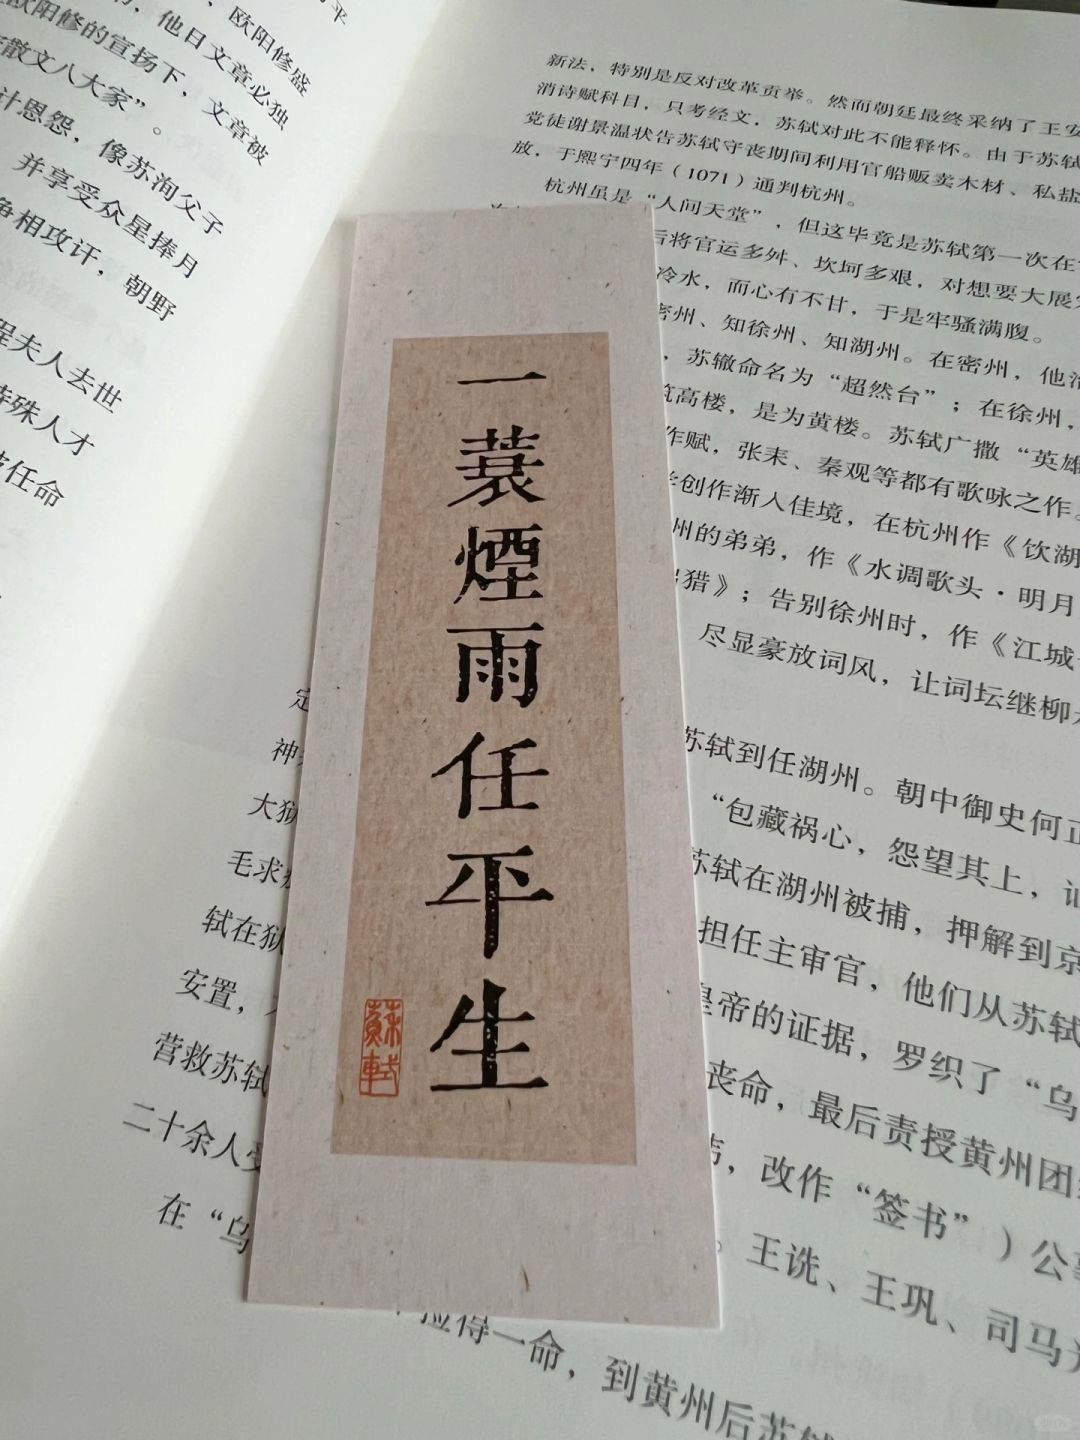 欧阳修盛
他日文章必独
欧阳修的宣扬下，文章被
散文八大家”。
计恩怨，像苏洵父子
并享受众星捧月
争相攻讦，朝野
程夫人去世
特殊人才
任命
新法，特别是反对改革贡举。然而朝廷最终采纳了王安
消诗赋科目，只考经文，苏轼对此不能释怀。由于苏轼
党徒谢景温状告苏轼守丧期间利用官船贩卖木材、私盐
放，于熙宁四年（1071）通判杭州。
杭州虽是“人间天堂”，但这毕竟是苏轼第一次在
后将官运多舛、坎坷多艰，对想要大展
冷水，而心有不甘，于是牢骚满腹。
密州、知徐州、知湖州。在密州，他
，苏辙命名为“超然台”；在徐州，
筑高楼，是为黄楼。苏轼广撒“英雄
作赋，张耒、秦观等都有歌咏之作。
创作渐入佳境，在杭州作《饮湖
州的弟弟，作《水调歌头·明月
出猎》；告别徐州时，作《江城
尽显豪放词风，让词坛继柳
苏轼到任湖州。朝中御史何正
“包藏祸心，怨望其上，
苏轼在湖州被捕，押解到京
担任主审官，他们从苏轼
皇帝的证据，罗织了“乌
丧命，最后责授黄州团
，改作“签书”）公
。王诜、王巩、司马光
定
神
大狱
毛求
轼在狱
安置，
营救苏轼
二十余人受
在“乌
捡得一命，到黄州后苏轼
一蓑煙雨任平生
蘇軾